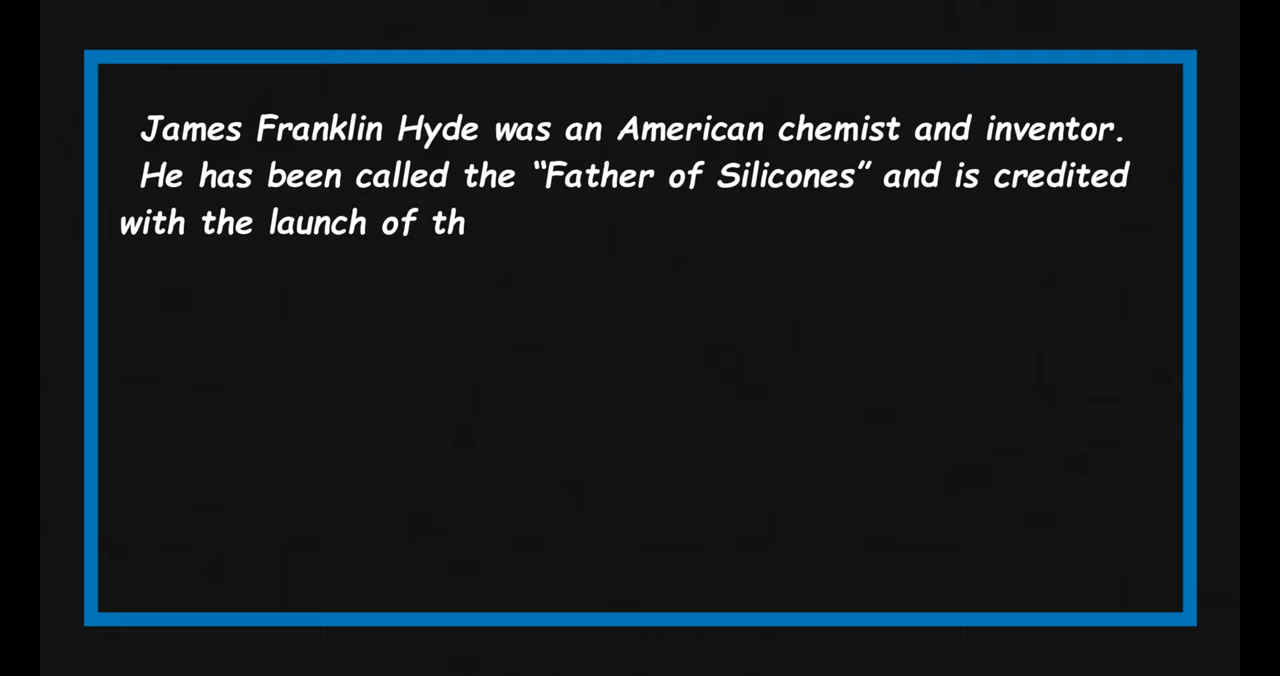 James Franklin Hyde was an American chemist and inventor.
He has been called the “Father of Silicones” and is credited
with the launch of th